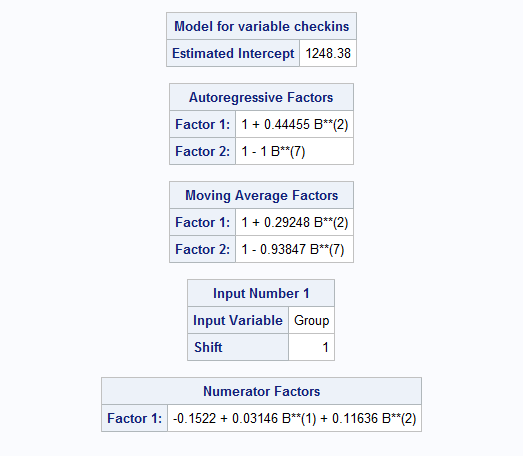 Model for variable checkins
Estimated Intercept 1248.38
Autoregressive Factors
Factor 1: 1 + 0.44455 B**(2)
Factor 2: 1 - 1 B**(7)
Moving Average Factors
Factor 1: 1 + 0.29248 B**(2)
Factor 2: 1 - 0.93847 B**(7)
Input Number 1
Input Variable Group
Shift 1
Numerator Factors
Factor 1: -0.1522 + 0.03146 B**(1) + 0.11636 B**(2)